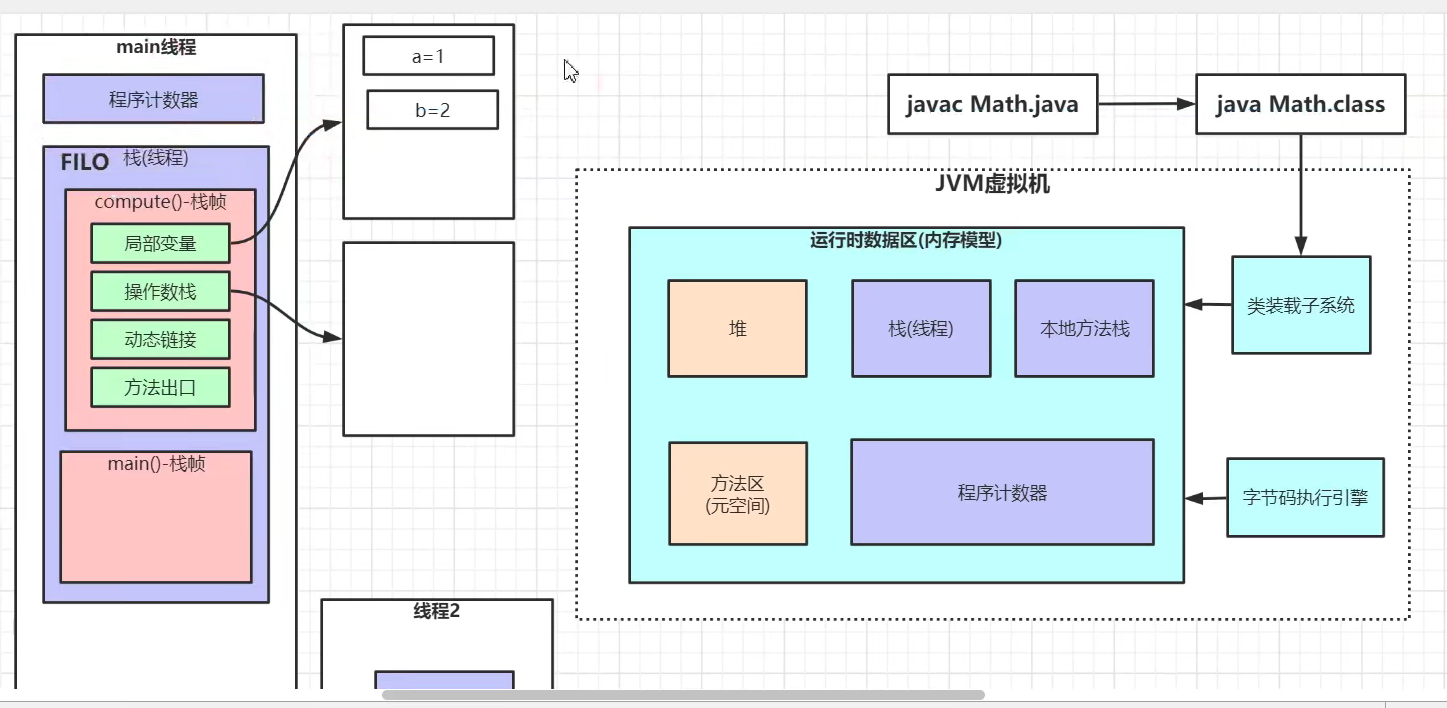 main线程
程序计数器
FILO 栈(线程)
compute()-栈帧
局部变量
操作数栈
动态链接
方法出口
main()-栈帧
a=1
b=2
线程2
javac Math.java
java Math.class
JVM虚拟机
运行时数据区(内存模型)
堆
栈(线程)
本地方法栈
方法区
(元空间)
程序计数器
类装载子系统
字节码执行引擎